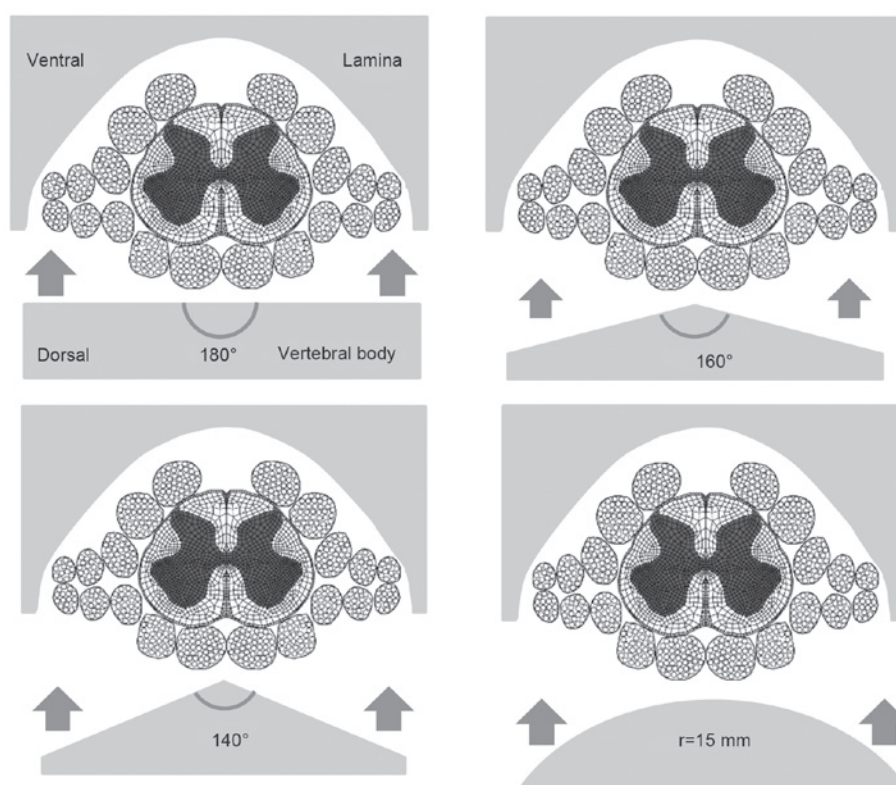 Ventral
Lamina
Dorsal
180°
Vertebral body
160°
140°
r=15 mm